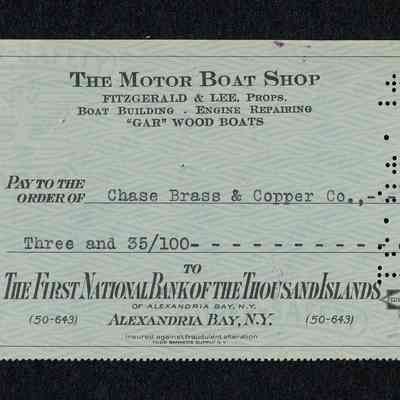 THE MOTOR BOAT SHOP
FITZGERALD & LEE, PROPS.
BOAT BUILDING - ENGINE REPAIRING
"GAR" WOOD BOATS
PAY TO THE
ORDER OF Chase Brass & Copper Co.,-
Three and 35/100- - - - - - - - - - - - -
TO
THE FIRST NATIONAL BANK OF THE THOUSAND ISLANDS
OF ALEXANDRIA BAY, N.Y.
(50-643) ALEXANDRIA BAY, N.Y. (50-643)
Insured against fraudulent alteration